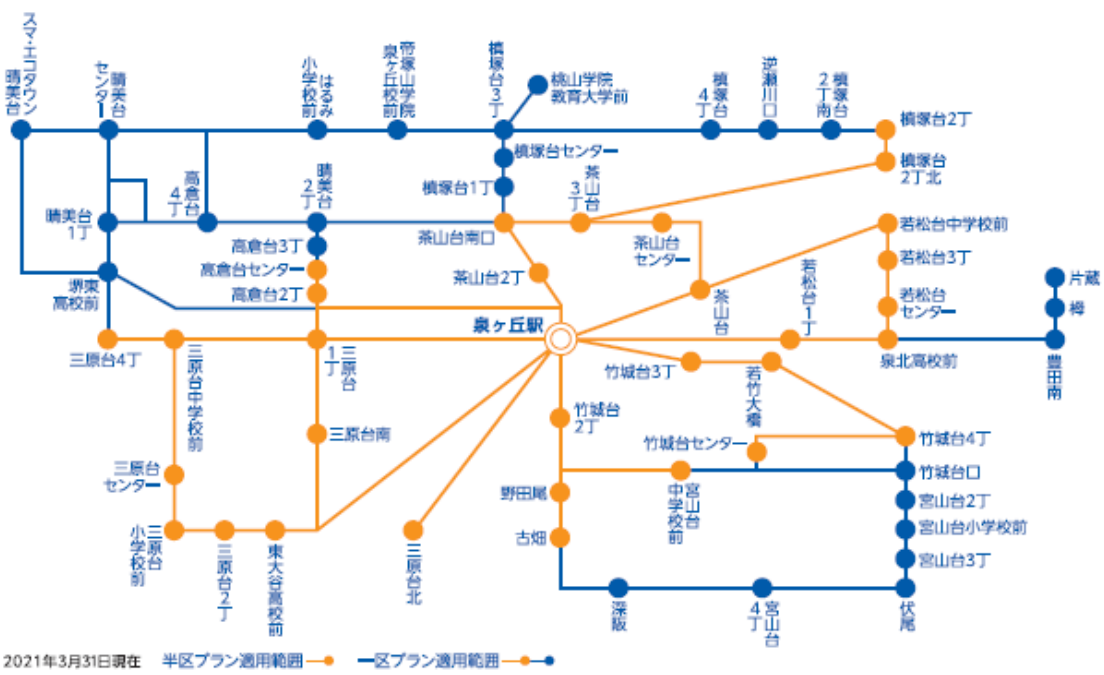 スマ・エコタウン
晴美台
晴美台
センター
はるみ
小学校前
帝塚山学院
泉ヶ丘校前
槙塚台
3丁
桃山学院
教育大学前
槙塚台
4丁
逆瀬川口
槙塚台
2丁南
槙塚台2丁
槙塚台
2丁北
槙塚台センター
槙塚台1丁
茶山台
3丁
高倉台
4丁
晴美台
2丁
晴美台
1丁
高倉台3丁
高倉台センター
高倉台2丁
茶山台南口
茶山台
センター
若松台中学校前
若松台3丁
若松台
センター
茶山台2丁
茶山台
若松台1丁
堺東
高校前
泉ヶ丘駅
片蔵
栂
豊田南
泉北高校前
三原台4丁
三原台中学校前
三原台
1丁
竹城台3丁
若竹大橋
竹城台
2丁
三原台南
竹城台センター
竹城台4丁
竹城台口
三原台
センター
野田尾
宮山台
中学校前
宮山台2丁
宮山台小学校前
宮山台3丁
古畑
三原台
小学校前
三原台2丁
東大谷高校前
三原台北
深阪
宮山台
4丁
伏尾
2021年3月31日現在 半区プラン適用範囲 一区プラン適用範囲